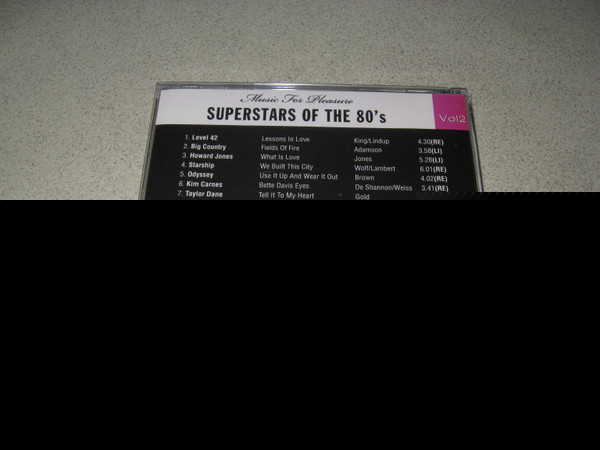 Music For Pleasure
SUPERSTARS OF THE 80's
Vol2
1. Level 42 Lessons In Love King/Lindup 4.30(RE)
2. Big Country Fields Of Fire Adamson 3.58(LI)
3. Howard Jones What Is Love Jones 5.28(LI)
4. Starship We Built This City Wolf/Lambert 6.01(RE)
5. Odyssey Use It Up And Wear It Out Brown 4.02(RE)
6. Kim Carnes Bette Davis Eyes De Shannon/Weiss 3.41(RE)
7. Taylor Dane Tell It To My Heart Gold